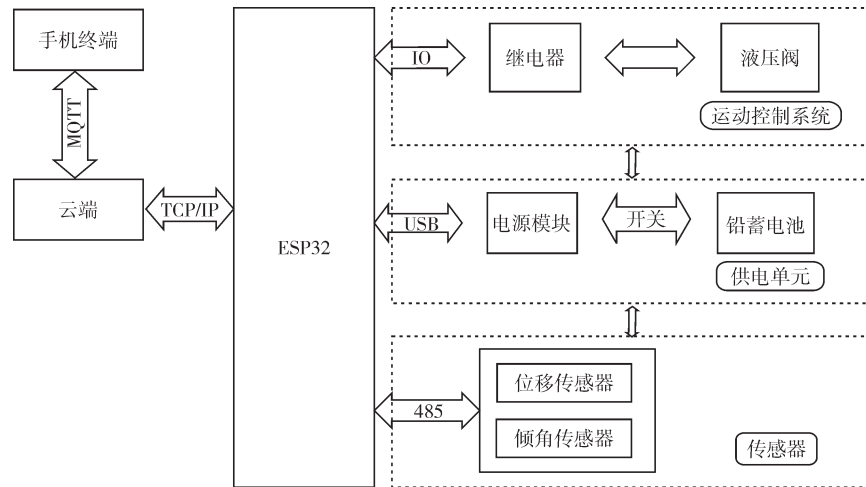 手机终端
MQTT
云端
TCP/IP
ESP32
IO
继电器
液压阀
运动控制系统
USB
电源模块
开关
铅蓄电池
供电单元
485
位移传感器
倾角传感器
传感器